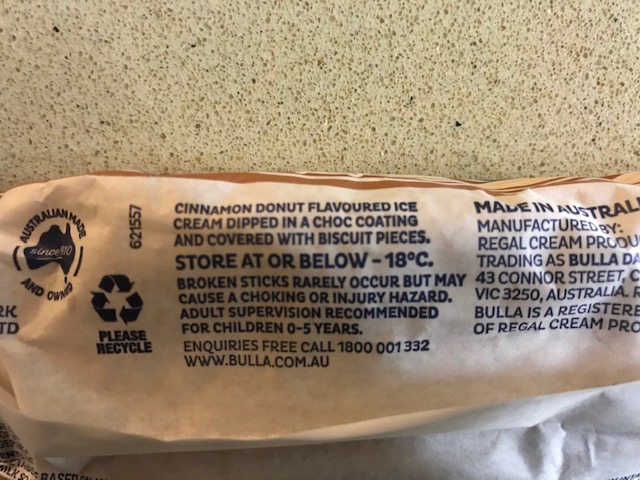 AUSTRALIAN MADE
since 1910
AND OWNED
PLEASE
RECYCLE
621557
CINNAMON DONUT FLAVOURED ICE
CREAM DIPPED IN A CHOC COATING
AND COVERED WITH BISCUIT PIECES.
STORE AT OR BELOW – 18°C.
BROKEN STICKS RARELY OCCUR BUT MAY
CAUSE A CHOKING OR INJURY HAZARD.
ADULT SUPERVISION RECOMMENDED
FOR CHILDREN 0-5 YEARS.
ENQUIRIES FREE CALL 1800 001 332
WWW.BULLA.COM.AU
MADE IN AUSTRALI
MANUFACTURED BY:
REGAL CREAM PRODU
TRADING AS BULLA DA
43 CONNOR STREET, C
VIC 3250, AUSTRALIA. R
BULLA IS A REGISTERE
OF REGAL CREAM PRO
RK
TD
BASED ON